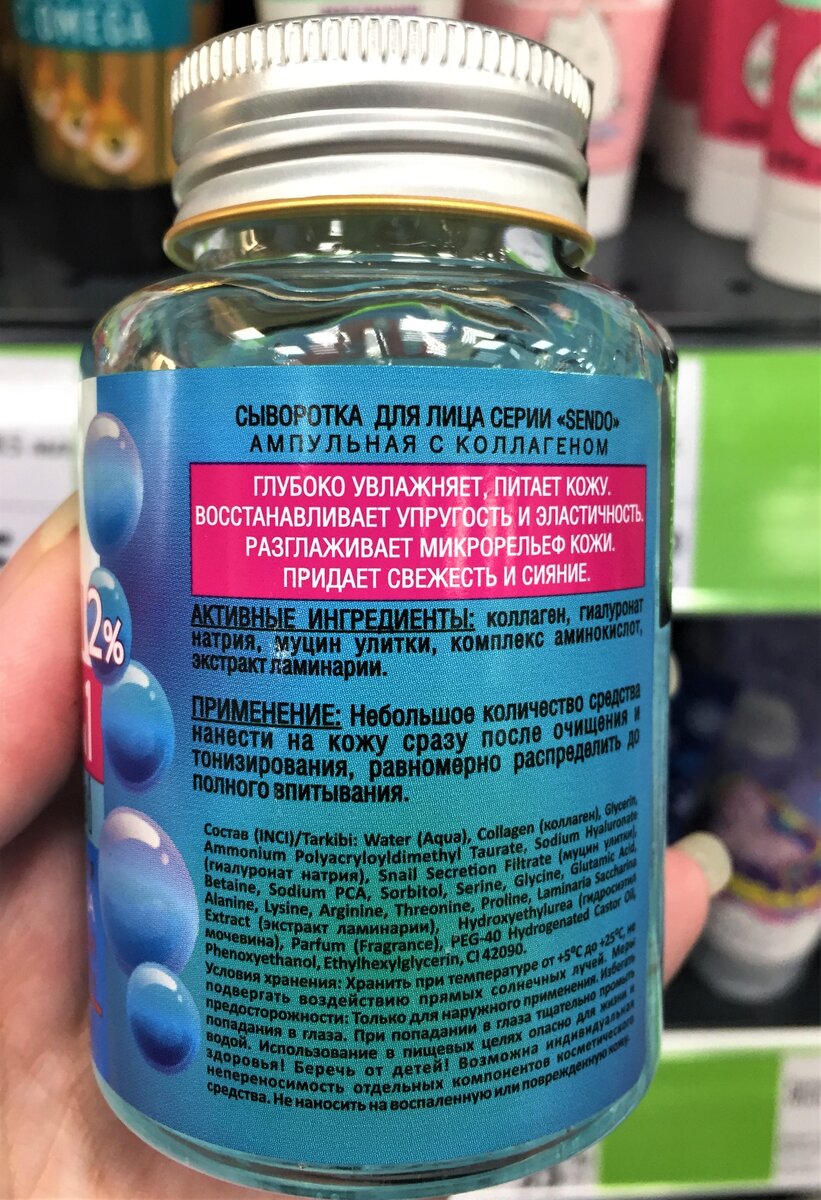 OMEGA
СЫВОРОТКА ДЛЯ ЛИЦА СЕРИИ «SENDO»
АМПУЛЬНАЯ С КОЛЛАГЕНОМ
ГЛУБОКО УВЛАЖНЯЕТ, ПИТАЕТ КОЖУ.
ВОССТАНАВЛИВАЕТ УПРУГОСТЬ И ЭЛАСТИЧНОСТЬ.
РАЗГЛАЖИВАЕТ МИКРОРЕЛЬЕФ КОЖИ.
ПРИДАЕТ СВЕЖЕСТЬ И СИЯНИЕ.
2%
АКТИВНЫЕ ИНГРЕДИЕНТЫ: коллаген, гиалуронат
натрия, муцин улитки, комплекс аминокислот,
экстракт ламинарии.
ПРИМЕНЕНИЕ: Небольшое количество средства
нанести на кожу сразу после очищения и
тонизирования, равномерно распределить до
полного впитывания.
Состав (INCI)/Tarkibi: Water (Aqua), Collagen (коллаген), Glycerin,
Ammonium Polyacryloyldimethyl Taurate, Sodium Hyaluronate
(гиалуронат натрия), Snail Secretion Filtrate (муцин улитки),
Betaine, Sodium PCA, Sorbitol, Serine, Glycine, Glutamic Acid,
Alanine, Lysine, Arginine, Threonine, Proline, Laminaria Saccharina
Extract (экстракт ламинарии), Hydroxyethylurea (гидроксиэтил
мочевина), Parfum (Fragrance), PEG-40 Hydrogenated Castor Oil,
Phenoxyethanol, Ethylhexylglycerin, CI 42090.
Условия хранения: Хранить при температуре от +5°C до +25°C, не
подвергать воздействию прямых солнечных лучей. Меры
предосторожности: Только для наружного применения. Избегать
попадания в глаза. При попадании в глаза тщательно промыть
водой. Использование в пищевых целях опасно для жизни и
здоровья! Беречь от детей! Возможна индивидуальная
непереносимость отдельных компонентов косметического
средства. Не наносить на воспаленную или поврежденную кожу.